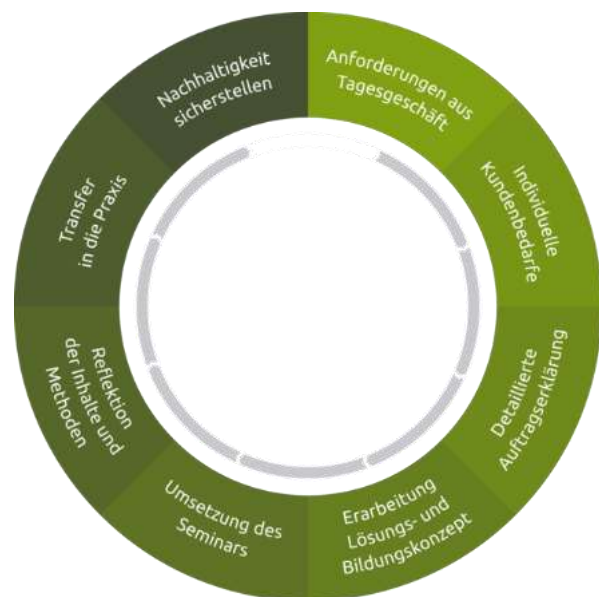 Anforderungen aus
Tagesgeschäft
Individuelle
Kundenbedarfe
Detaillierte
Auftragserklärung
Erarbeitung
Lösungs- und
Bildungskonzept
Umsetzung des
Seminars
Reflektion
der Inhalte und
Methoden
Transfer
in die Praxis
Nachhaltigkeit
sicherstellen